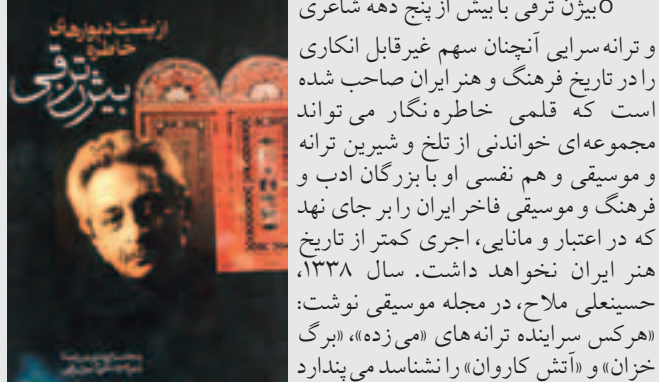 o بیژن ترقی با بیش از پنج دهه شاعری
و ترانه سرایی آنچنان سهم غیرقابل انکاری
را در تاریخ فرهنگ و هنر ایران صاحب شده
است که قلمی خاطره نگار می تواند
مجموعه ای خواندنی از تلخ و شیرین ترانه
و موسیقی و هم نفسی او با بزرگان ادب و
فرهنگ و موسیقی فاخر ایران را بر جای نهد
که در اعتبار و مانایی، اجری کمتر از تاریخ
هنر ایران نخواهد داشت. سال ۱۳۳۸،
حسینعلی ملاح، در مجله موسیقی نوشت:
«هرکس سراینده ترانه های «می زده»، «برگ
خزان» و «آتش کاروان» را نشناسد می پندارد
از پشت دیوارهای
خاطره
بیژن ترقی